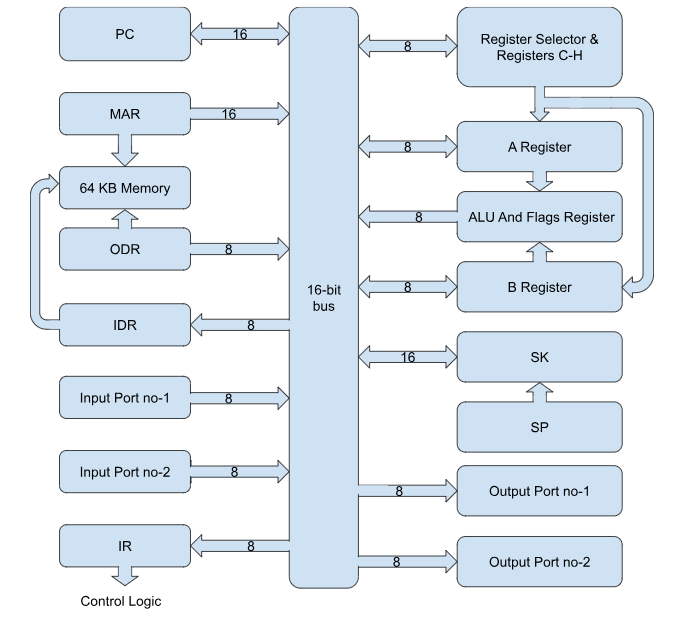 PC
16
MAR
16
64 KB Memory
ODR
8
IDR
8
Input Port no-1
8
Input Port no-2
8
IR
8
Control Logic
16-bit
bus
8
Register Selector &
Registers C-H
8
A Register
8
ALU And Flags Register
8
B Register
16
SK
SP
8
Output Port no-1
8
Output Port no-2